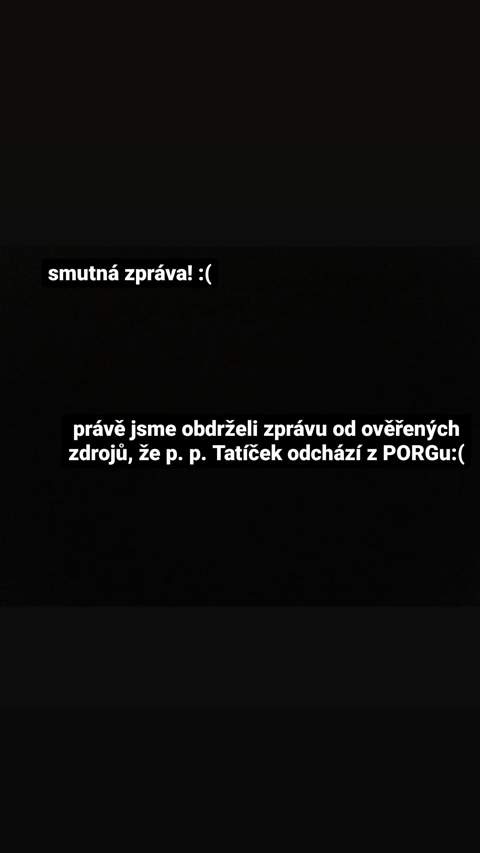 smutná zpráva! :(
právě jsme obdrželi zprávu od ověřených
zdrojů, že p. p. Tatíček odchází z PORGu:(